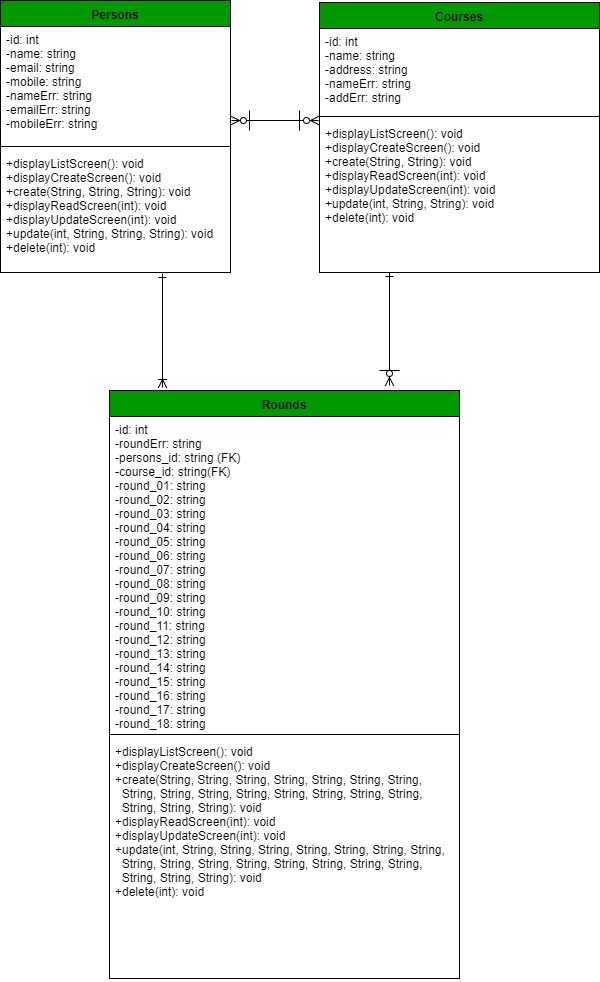 Persons
-id: int
-name: string
-email: string
-mobile: string
-nameErr: string
-emailErr: string
-mobileErr: string
+displayListScreen(): void
+displayCreateScreen(): void
+create(String, String, String): void
+displayReadScreen(int): void
+displayUpdateScreen(int): void
+update(int, String, String, String): void
+delete(int): void
Courses
-id: int
-name: string
-address: string
-nameErr: string
-addErr: string
+displayListScreen(): void
+displayCreateScreen(): void
+create(String, String): void
+displayReadScreen(int): void
+displayUpdateScreen(int): void
+update(int, String, String): void
+delete(int): void
Rounds
-id: int
-roundErr: string
-persons_id: string (FK)
-course_id: string(FK)
-round_01: string
-round_02: string
-round_03: string
-round_04: string
-round_05: string
-round_06: string
-round_07: string
-round_08: string
-round_09: string
-round_10: string
-round_11: string
-round_12: string
-round_13: string
-round_14: string
-round_15: string
-round_16: string
-round_17: string
-round_18: string
+displayListScreen(): void
+displayCreateScreen(): void
+create(String, String, String, String, String, String, String,
String, String, String, String, String, String, String, String,
String, String, String): void
+displayReadScreen(int): void
+displayUpdateScreen(int): void
+update(int, String, String, String, String, String, String, String,
String, String, String, String, String, String, String, String,
String, String, String): void
+delete(int): void